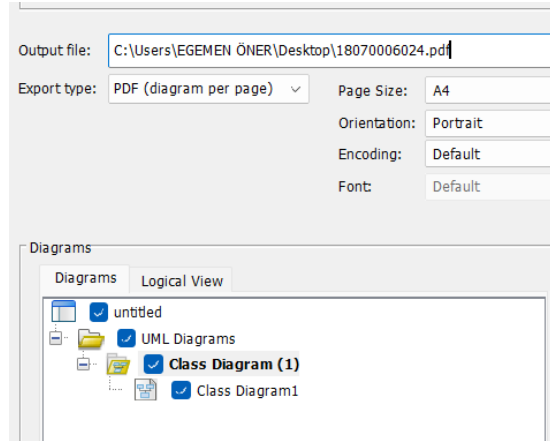 Output file: C:\Users\EGEMEN ÖNER\Desktop\18070006024.pdf
Export type: PDF (diagram per page) Page Size: A4
Orientation: Portrait
Encoding: Default
Font: Default
Diagrams
Diagrams Logical View
untitled
UML Diagrams
Class Diagram (1)
Class Diagram1